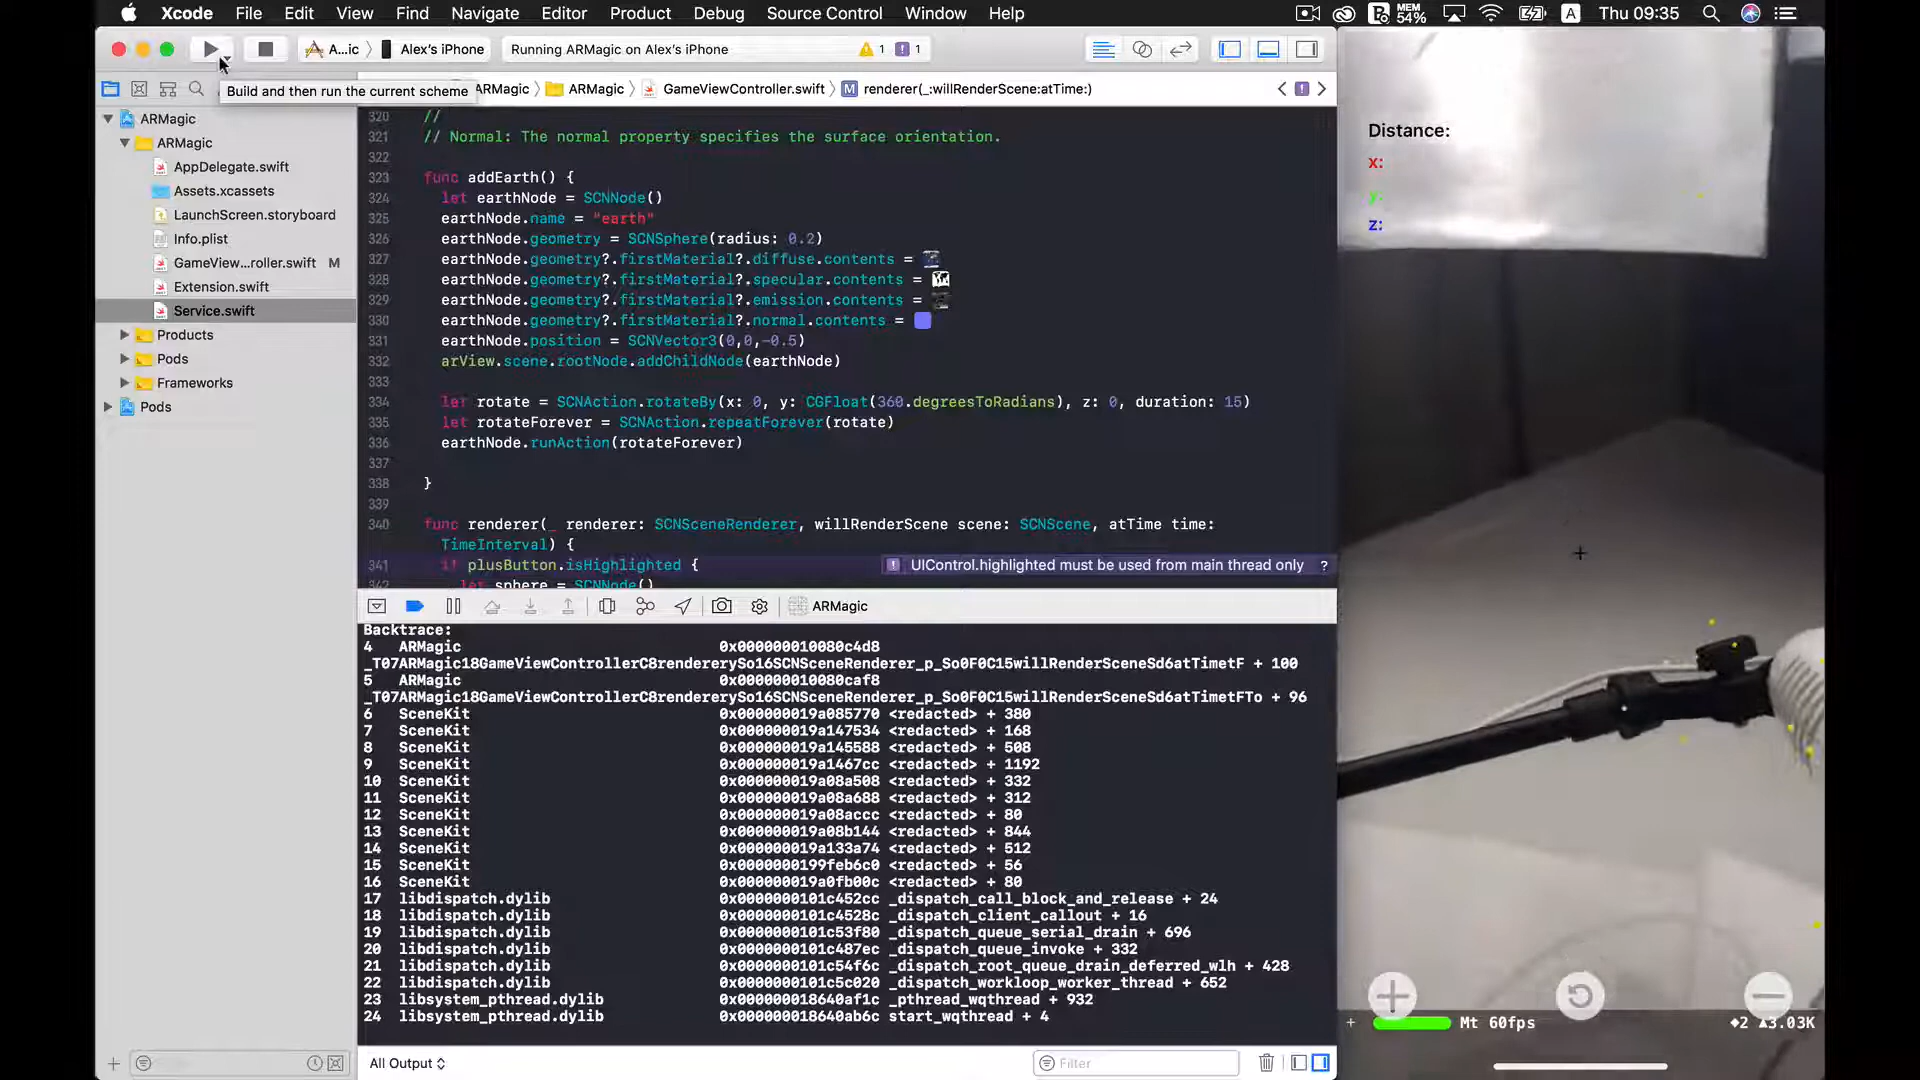 Xcode File Edit View Find Navigate Editor Product Debug Source Control Window Help MEM 54% A Thu 09:35
A...ic Alex's iPhone Running ARMagic on Alex's iPhone 1 1
Build and then run the current scheme
ARMagic ARMagic GameViewController.swift M renderer(_:willRenderScene:atTime:)
ARMagic
ARMagic
AppDelegate.swift
Assets.xcassets
LaunchScreen.storyboard
Info.plist
GameView...roller.swift M
Extension.swift
Service.swift
Products
Pods
Frameworks
Pods
320 //
321 // Normal: The normal property specifies the surface orientation.
322
323 func addEarth() {
324 let earthNode = SCNNode()
325 earthNode.name = "earth"
326 earthNode.geometry = SCNSphere(radius: 0.2)
327 earthNode.geometry?.firstMaterial?.diffuse.contents =
328 earthNode.geometry?.firstMaterial?.specular.contents =
329 earthNode.geometry?.firstMaterial?.emission.contents =
330 earthNode.geometry?.firstMaterial?.normal.contents =
331 earthNode.position = SCNVector3(0,0,-0.5)
332 arView.scene.rootNode.addChildNode(earthNode)
333
334 let rotate = SCNAction.rotateBy(x: 0, y: CGFloat(360.degreesToRadians), z: 0, duration: 15)
335 let rotateForever = SCNAction.repeatForever(rotate)
336 earthNode.runAction(rotateForever)
337
338 }
339
340 func renderer(_ renderer: SCNSceneRenderer, willRenderScene scene: SCNScene, atTime time:
TimeInterval) {
341 if plusButton.isHighlighted { UIControl.highlighted must be used from main thread only ?
342 let sphere = SCNNode()
ARMagic
Backtrace:
4 ARMagic 0x000000010080c4d8
_T07ARMagic18GameViewControllerC8rendererySo16SCNSceneRenderer_p_So0F0C15willRenderSceneSd6atTimetF + 100
5 ARMagic 0x000000010080caf8
_T07ARMagic18GameViewControllerC8rendererySo16SCNSceneRenderer_p_So0F0C15willRenderSceneSd6atTimetFTo + 96
6 SceneKit 0x000000019a085770 <redacted> + 380
7 SceneKit 0x000000019a147534 <redacted> + 168
8 SceneKit 0x000000019a145588 <redacted> + 508
9 SceneKit 0x000000019a1467cc <redacted> + 1192
10 SceneKit 0x000000019a08a508 <redacted> + 332
11 SceneKit 0x000000019a08a688 <redacted> + 312
12 SceneKit 0x000000019a08accc <redacted> + 80
13 SceneKit 0x000000019a08b144 <redacted> + 844
14 SceneKit 0x000000019a133a74 <redacted> + 512
15 SceneKit 0x0000000199feb6c0 <redacted> + 56
16 SceneKit 0x000000019a0fb00c <redacted> + 80
17 libdispatch.dylib 0x0000000101c452cc _dispatch_call_block_and_release + 24
18 libdispatch.dylib 0x0000000101c4528c _dispatch_client_callout + 16
19 libdispatch.dylib 0x0000000101c53f80 _dispatch_queue_serial_drain + 696
20 libdispatch.dylib 0x0000000101c487ec _dispatch_queue_invoke + 332
21 libdispatch.dylib 0x0000000101c54f6c _dispatch_root_queue_drain_deferred_wlh + 428
22 libdispatch.dylib 0x0000000101c5c020 _dispatch_workloop_worker_thread + 652
23 libsystem_pthread.dylib 0x000000018640af1c _pthread_wqthread + 932
24 libsystem_pthread.dylib 0x000000018640ab6c start_wqthread + 4
All Output Filter
Distance:
x:
y:
z:
+ Mt 60fps ◆2 ▲3.03K